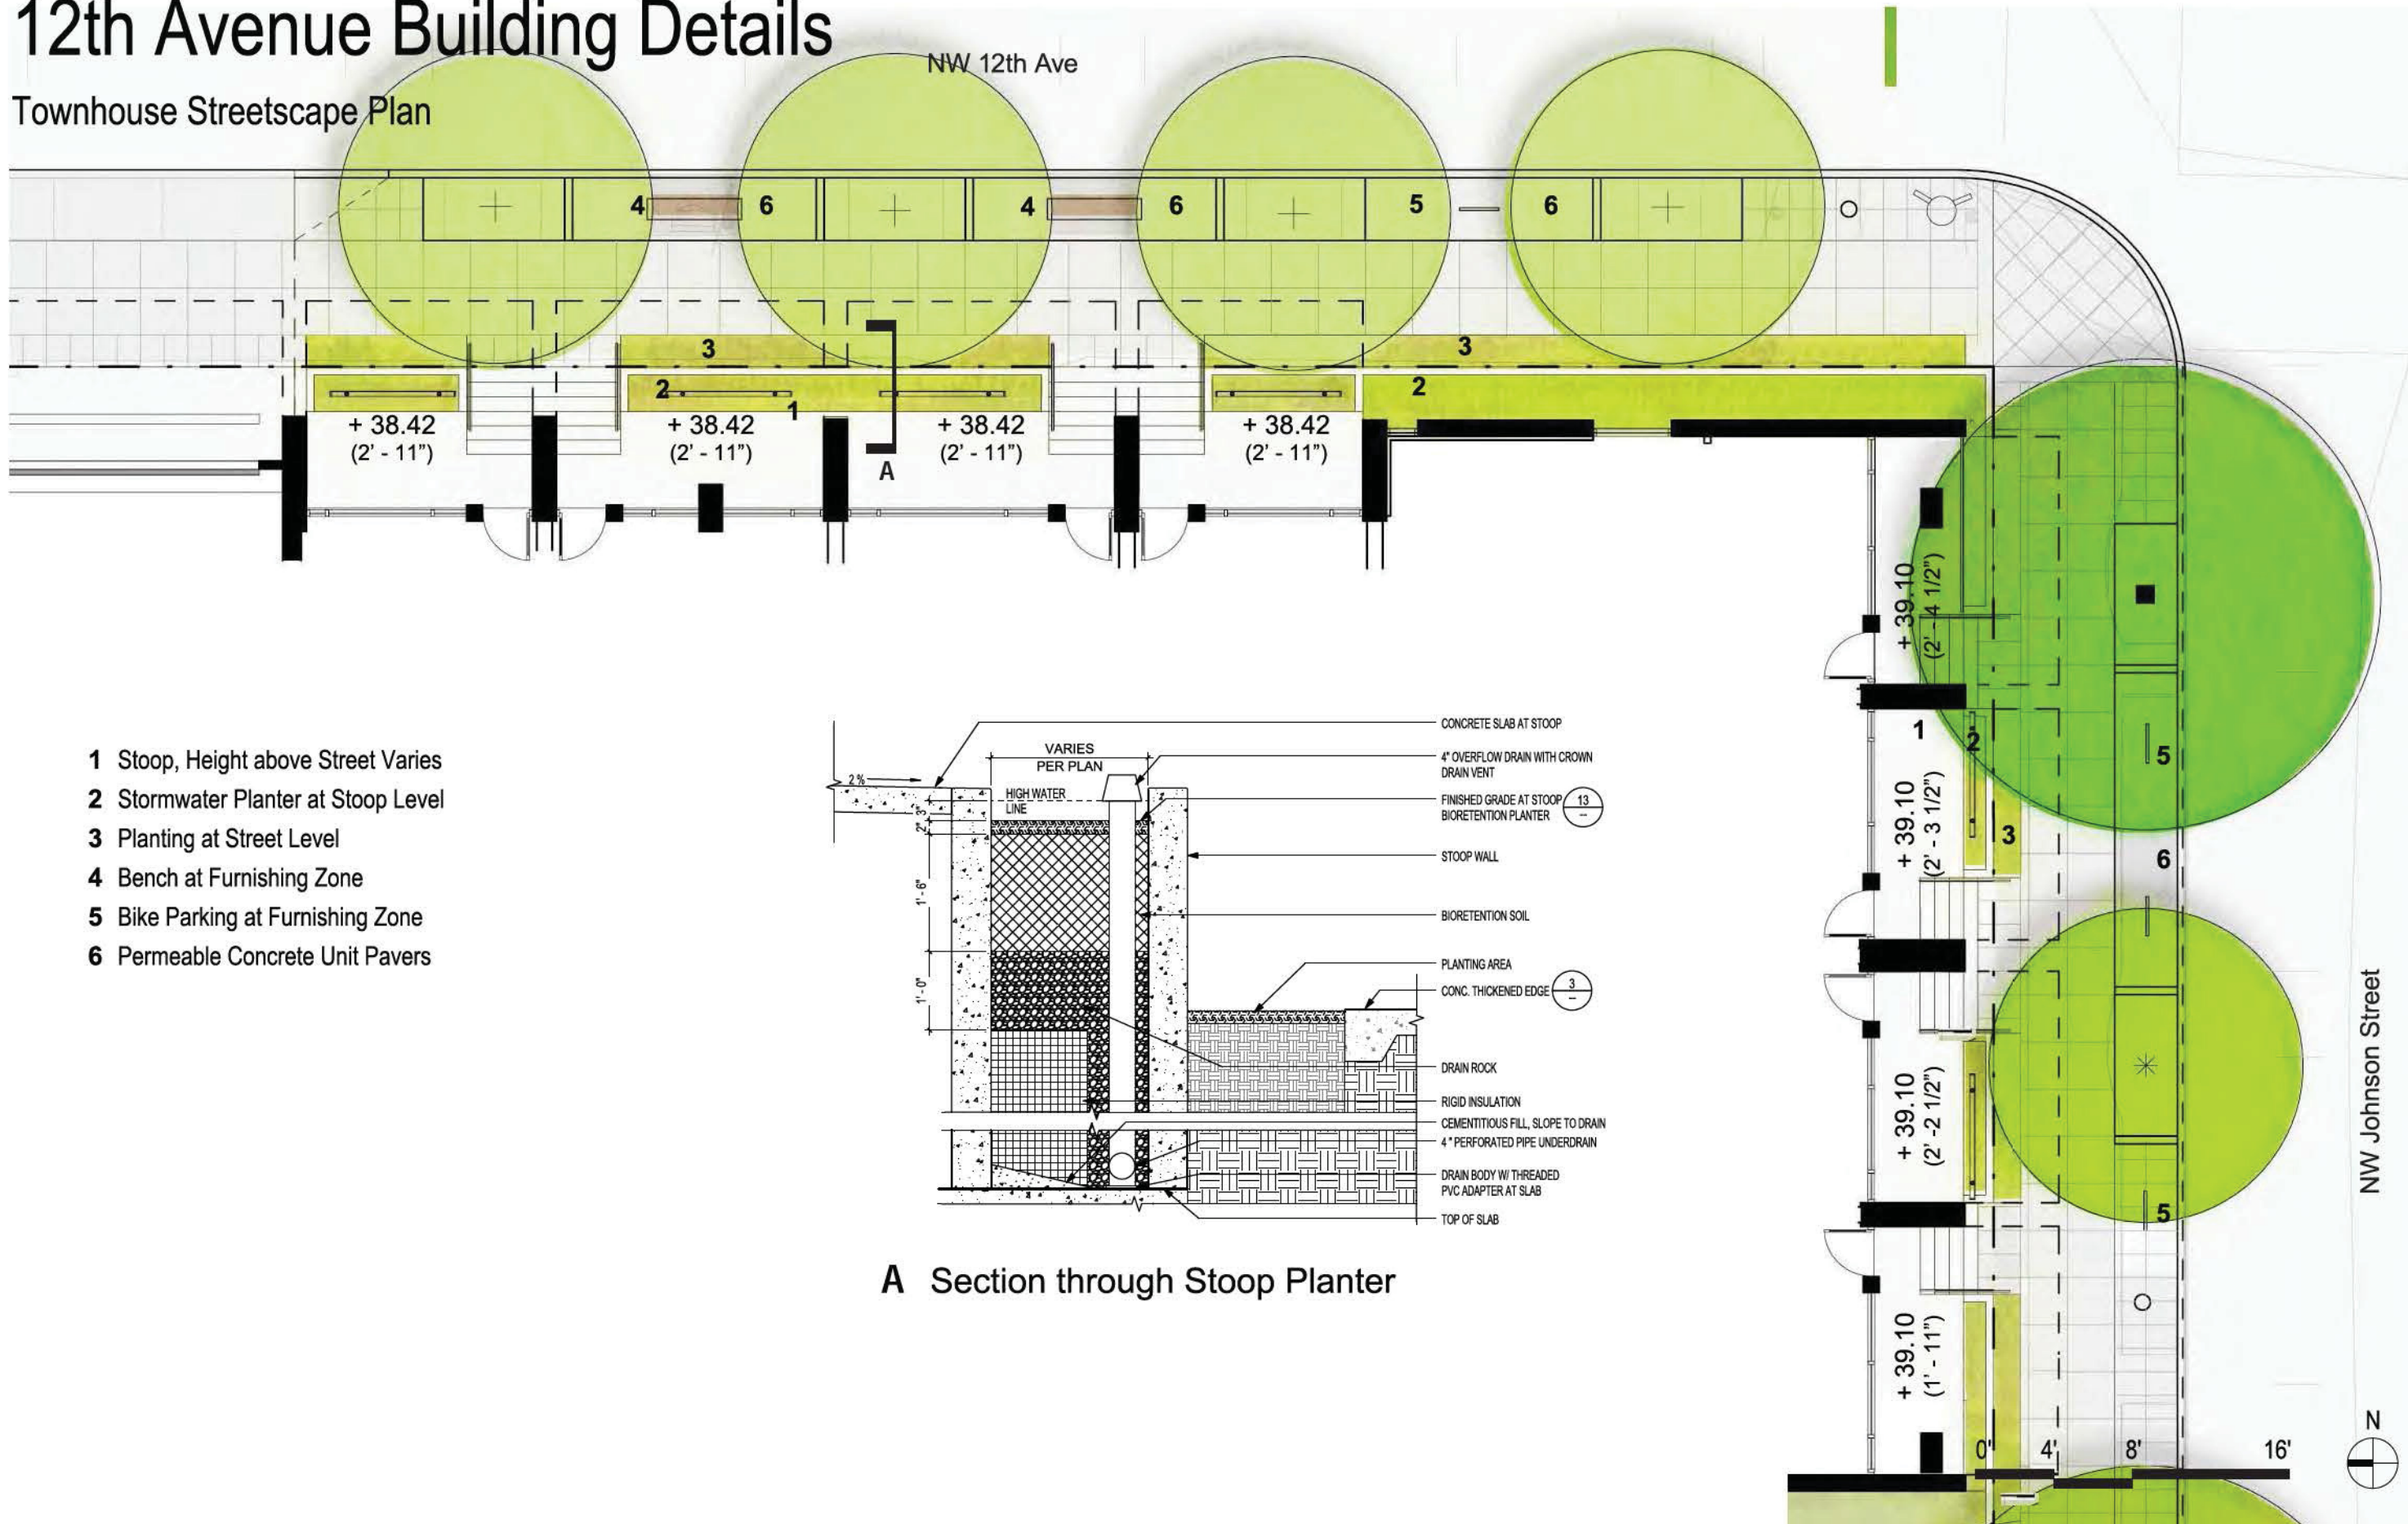 12th Avenue Building Details
NW 12th Ave
Townhouse Streetscape Plan
4
6
4
6
5
6
3
3
2
1
2
+ 38.42
(2' - 11")
+ 38.42
(2' - 11")
+ 38.42
(2' - 11")
+ 38.42
(2' - 11")
A
+ 39.10
(2' - 4 1/2")
1
2
5
3
+ 39.10
(2' - 3 1/2")
6
+ 39.10
(2' -2 1/2")
5
+ 39.10
(1' - 11")
NW Johnson Street
1 Stoop, Height above Street Varies
2 Stormwater Planter at Stoop Level
3 Planting at Street Level
4 Bench at Furnishing Zone
5 Bike Parking at Furnishing Zone
6 Permeable Concrete Unit Pavers
VARIES
PER PLAN
2%
HIGH WATER
LINE
3"
2"
1' - 6"
1' - 0"
CONCRETE SLAB AT STOOP
4" OVERFLOW DRAIN WITH CROWN
DRAIN VENT
FINISHED GRADE AT STOOP
BIORETENTION PLANTER
13
--
STOOP WALL
BIORETENTION SOIL
PLANTING AREA
CONC. THICKENED EDGE
3
--
DRAIN ROCK
RIGID INSULATION
CEMENTITIOUS FILL, SLOPE TO DRAIN
4 " PERFORATED PIPE UNDERDRAIN
DRAIN BODY W/ THREADED
PVC ADAPTER AT SLAB
TOP OF SLAB
A Section through Stoop Planter
0' 4' 8' 16'
N